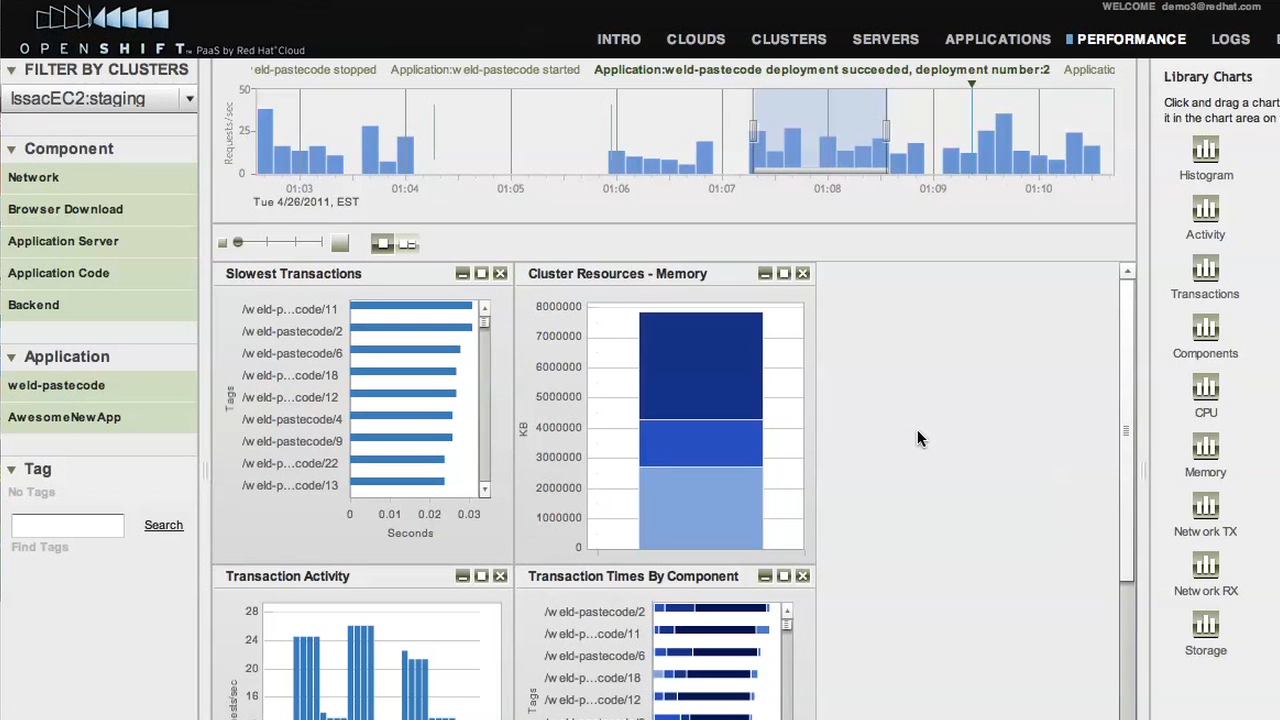 WELCOME demo3@redhat.com
OPENSHIFT™ PaaS by Red Hat® Cloud
INTRO CLOUDS CLUSTERS SERVERS APPLICATIONS PERFORMANCE LOGS
FILTER BY CLUSTERS
IssacEC2:staging
Component
Network
Browser Download
Application Server
Application Code
Backend
Application
weld-pastecode
AwesomeNewApp
Tag
No Tags
Search
Find Tags
eld-pastecode stopped Application:weld-pastecode started Application:weld-pastecode deployment succeeded, deployment number:2 Applicatic
Requests/sec
50
25
0
01:03 01:04 01:05 01:06 01:07 01:08 01:09 01:10
Tue 4/26/2011, EST
Slowest Transactions
Tags
/weld-p...code/11
/weld-pastecode/2
/weld-pastecode/6
/weld-p...code/18
/weld-p...code/12
/weld-pastecode/4
/weld-pastecode/9
/weld-p...code/22
/weld-p...code/13
0 0.01 0.02 0.03
Seconds
Cluster Resources - Memory
KB
8000000
7000000
6000000
5000000
4000000
3000000
2000000
1000000
0
Transaction Activity
28
24
20
16
ests/sec
Transaction Times By Component
Tags
/weld-pastecode/2
/weld-p...code/11
/weld-pastecode/6
/weld-p...code/18
/weld-p...code/12
Library Charts
Click and drag a chart
it in the chart area on
Histogram
Activity
Transactions
Components
CPU
Memory
Network TX
Network RX
Storage